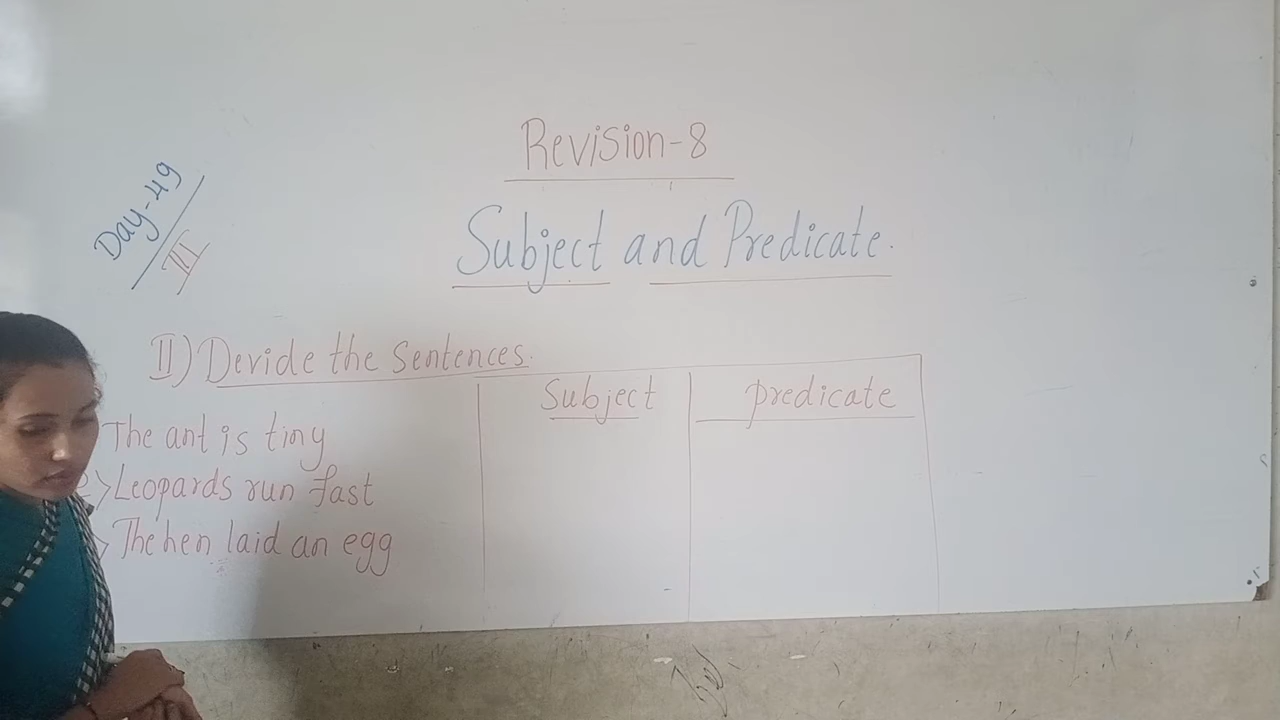 Day-49
III
Revision-8
Subject and Predicate.
II) Devide the Sentences.
Subject
predicate
The ant is tiny
2) Leopards run fast
The hen laid an egg